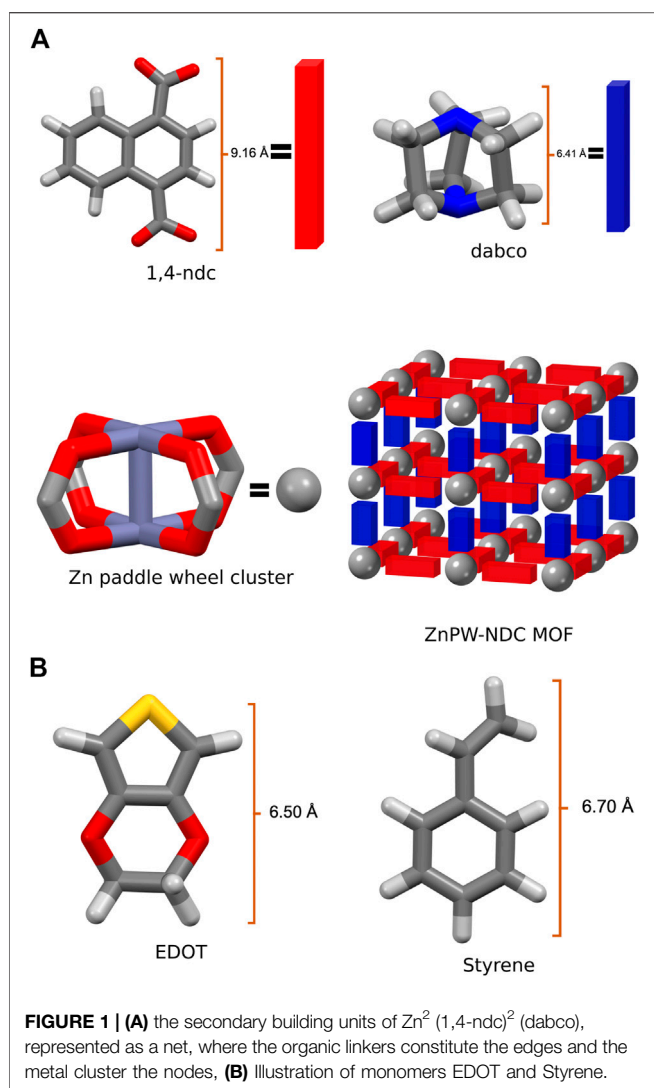 A
9.16 Å
=
1,4-ndc
6.41 Å
=
dabco
=
Zn paddle wheel cluster
ZnPW-NDC MOF
B
6.50 Å
EDOT
6.70 Å
Styrene
FIGURE 1 | (A) the secondary building units of Zn² (1,4-ndc)² (dabco),
represented as a net, where the organic linkers constitute the edges and the
metal cluster the nodes, (B) Illustration of monomers EDOT and Styrene.